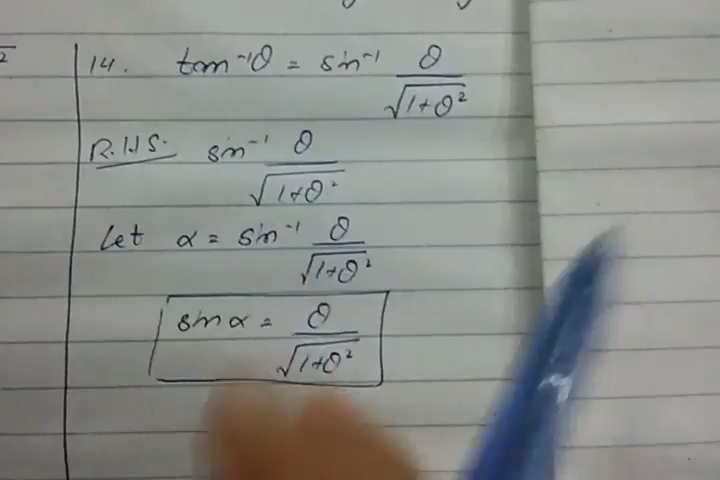 2
14. tan⁻¹θ = sin⁻¹ θ/√(1+θ²)
R.H.S. sin⁻¹ θ/√(1+θ²)
Let α = sin⁻¹ θ/√(1+θ²)
sin α = θ/√(1+θ²)